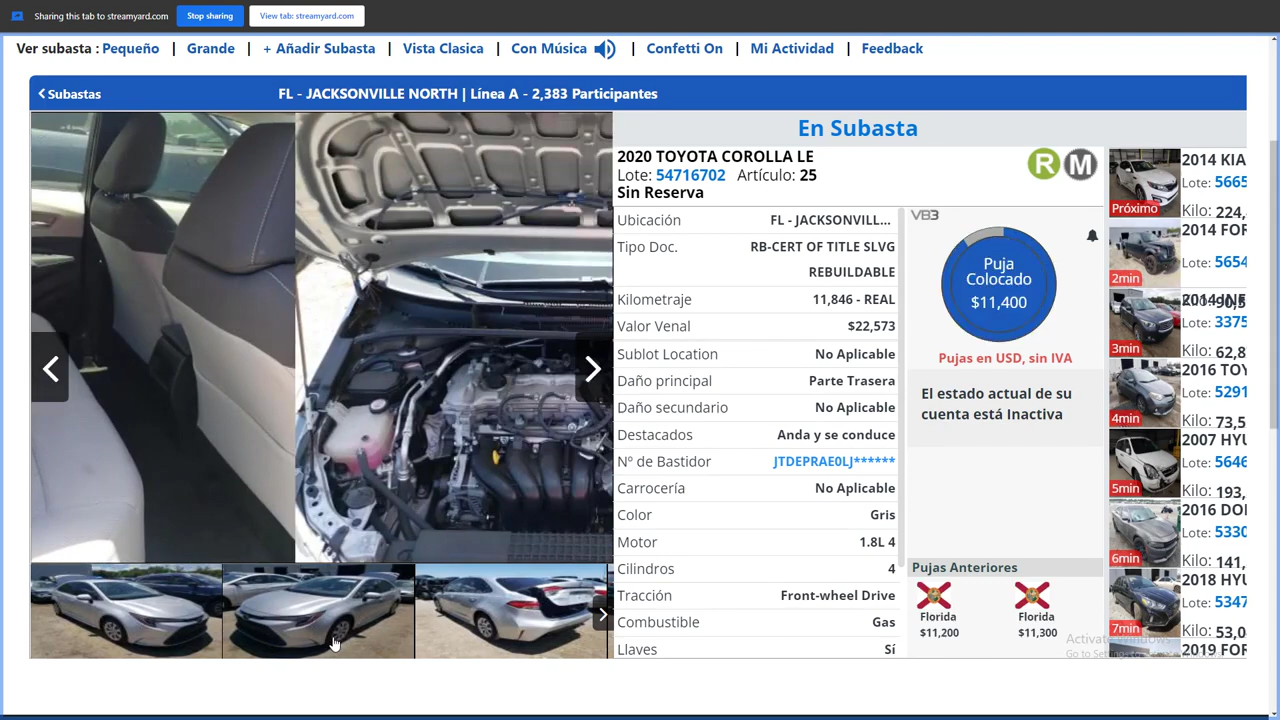 Sharing this tab to streamyard.com
Stop sharing
View tab: streamyard.com
Ver subasta : Pequeño | Grande | + Añadir Subasta | Vista Clasica | Con Música | Confetti On | Mi Actividad | Feedback
Subastas
FL - JACKSONVILLE NORTH | Línea A - 2,383 Participantes
En Subasta
2020 TOYOTA COROLLA LE
Lote: 54716702 Artículo: 25
Sin Reserva
R M
Ubicación FL - JACKSONVILL...
Tipo Doc. RB-CERT OF TITLE SLVG
REBUILDABLE
Kilometraje 11,846 - REAL
Valor Venal $22,573
Sublot Location No Aplicable
Daño principal Parte Trasera
Daño secundario No Aplicable
Destacados Anda y se conduce
Nº de Bastidor JTDEPRAE0LJ******
Carrocería No Aplicable
Color Gris
Motor 1.8L 4
Cilindros 4
Tracción Front-wheel Drive
Combustible Gas
Llaves Sí
VB3
Puja
Colocado
$11,400
Pujas en USD, sin IVA
El estado actual de su
cuenta está Inactiva
Pujas Anteriores
Florida
$11,200
Florida
$11,300
2014 KIA
Lote: 5665
Próximo
Kilo: 224,
2014 FOR
Lote: 5654
2min
2014 INF
Lote: 3375
3min
Kilo: 62,8
2016 TOY
Lote: 5291
4min
Kilo: 73,5
2007 HYU
Lote: 5646
5min
Kilo: 193,
2016 DOI
Lote: 5330
6min
Kilo: 141,
2018 HYU
Lote: 5347
7min
Kilo: 53,0
2019 FOR
Activate Windows